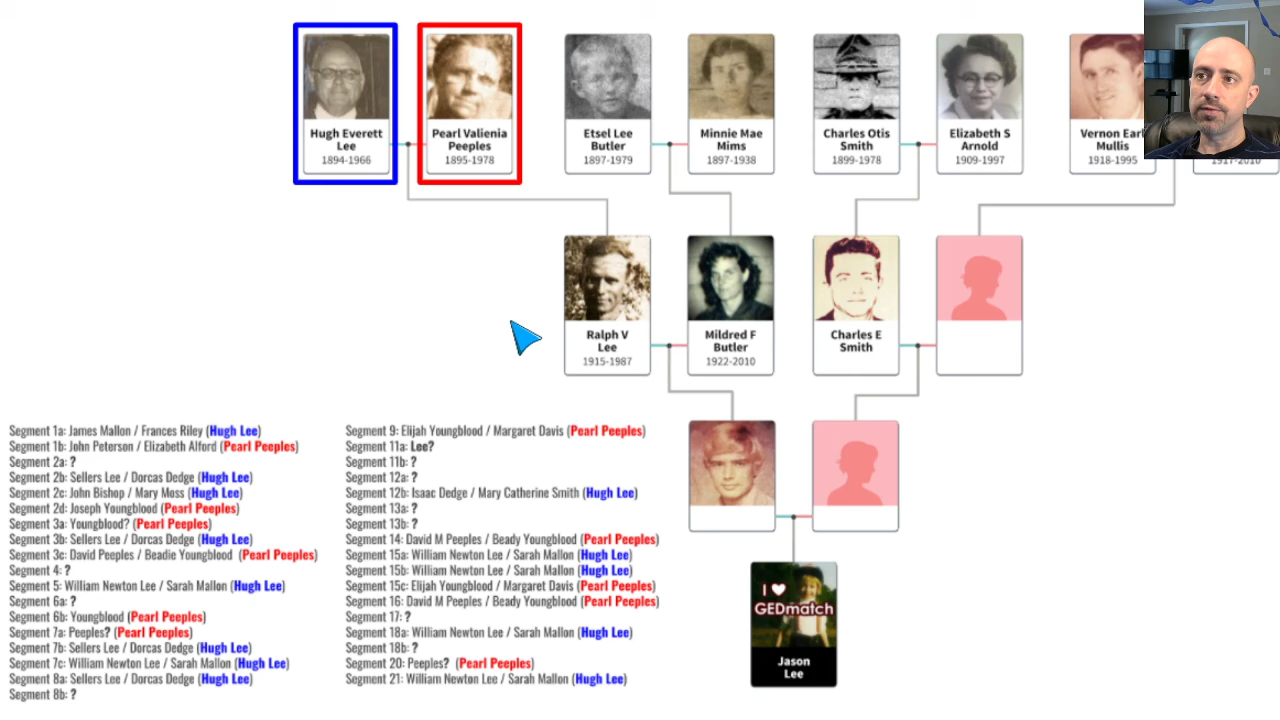 Hugh Everett
Lee
1894-1966
Pearl Valienia
Peeples
1895-1978
Etsel Lee
Butler
1897-1979
Minnie Mae
Mims
1897-1938
Charles Otis
Smith
1899-1978
Elizabeth S
Arnold
1909-1997
Vernon Earl
Mullis
1918-1995
1917-2010
Ralph V
Lee
1915-1987
Mildred F
Butler
1922-2010
Charles E
Smith
Segment 1a: James Mallon / Frances Riley (Hugh Lee)
Segment 1b: John Peterson / Elizabeth Alford (Pearl Peeples)
Segment 2a: ?
Segment 2b: Sellers Lee / Dorcas Dedge (Hugh Lee)
Segment 2c: John Bishop / Mary Moss (Hugh Lee)
Segment 2d: Joseph Youngblood (Pearl Peeples)
Segment 3a: Youngblood? (Pearl Peeples)
Segment 3b: Sellers Lee / Dorcas Dedge (Hugh Lee)
Segment 3c: David Peeples / Beadie Youngblood (Pearl Peeples)
Segment 4: ?
Segment 5: William Newton Lee / Sarah Mallon (Hugh Lee)
Segment 6a: ?
Segment 6b: Youngblood (Pearl Peeples)
Segment 7a: Peeples? (Pearl Peeples)
Segment 7b: Sellers Lee / Dorcas Dedge (Hugh Lee)
Segment 7c: William Newton Lee / Sarah Mallon (Hugh Lee)
Segment 8a: Sellers Lee / Dorcas Dedge (Hugh Lee)
Segment 8b: ?
Segment 9: Elijah Youngblood / Margaret Davis (Pearl Peeples)
Segment 11a: Lee?
Segment 11b: ?
Segment 12a: ?
Segment 12b: Isaac Dedge / Mary Catherine Smith (Hugh Lee)
Segment 13a: ?
Segment 13b: ?
Segment 14: David M Peeples / Beady Youngblood (Pearl Peeples)
Segment 15a: William Newton Lee / Sarah Mallon (Hugh Lee)
Segment 15b: William Newton Lee / Sarah Mallon (Hugh Lee)
Segment 15c: Elijah Youngblood / Margaret Davis (Pearl Peeples)
Segment 16: David M Peeples / Beady Youngblood (Pearl Peeples)
Segment 17: ?
Segment 18a: William Newton Lee / Sarah Mallon (Hugh Lee)
Segment 18b: ?
Segment 20: Peeples? (Pearl Peeples)
Segment 21: William Newton Lee / Sarah Mallon (Hugh Lee)
I ♥
GEDmatch
Jason
Lee